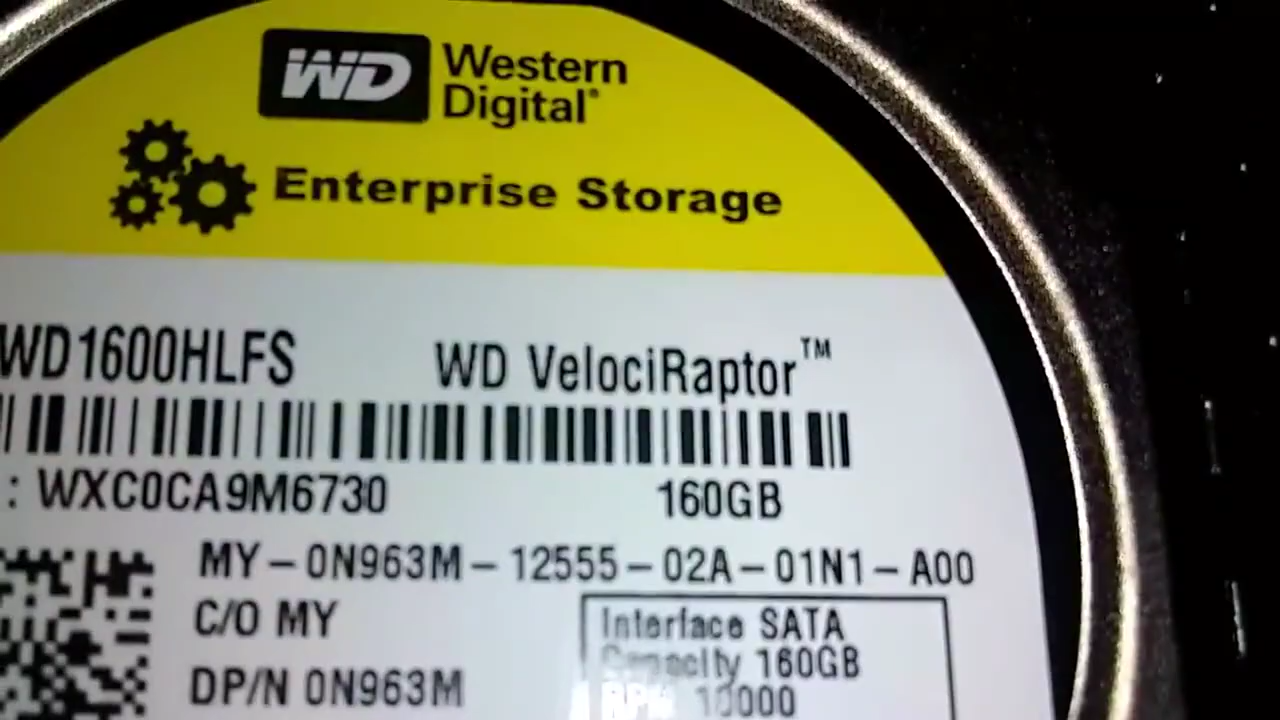 WD Western
Digital®
Enterprise Storage
WD1600HLFS WD VelociRaptor™
: WXC0CA9M6730 160GB
MY-0N963M-12555-02A-01N1-A00
C/O MY
DP/N 0N963M
Interface SATA
Capacity 160GB
RPM 10000